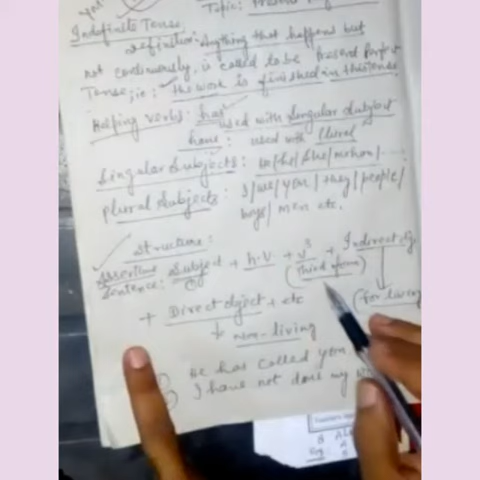 Topic: Present
Indefinite Tense.
Definition: Anything that happens but
not continuously, is called to be Present Perfect
Tense; ie: the work is finished in this tense.
Helping verbs: has used with singular subject
have: used with Plural
Singular Subjects: he/she/
Plural Subjects: I/we/you/they/people/
boys/men etc.
Structure:
Assertive Sentence: Subject + h.v + v3 + Indirect
(third form)
(for living
+ Direct object + etc
Non-living
He has called you
I have not done my